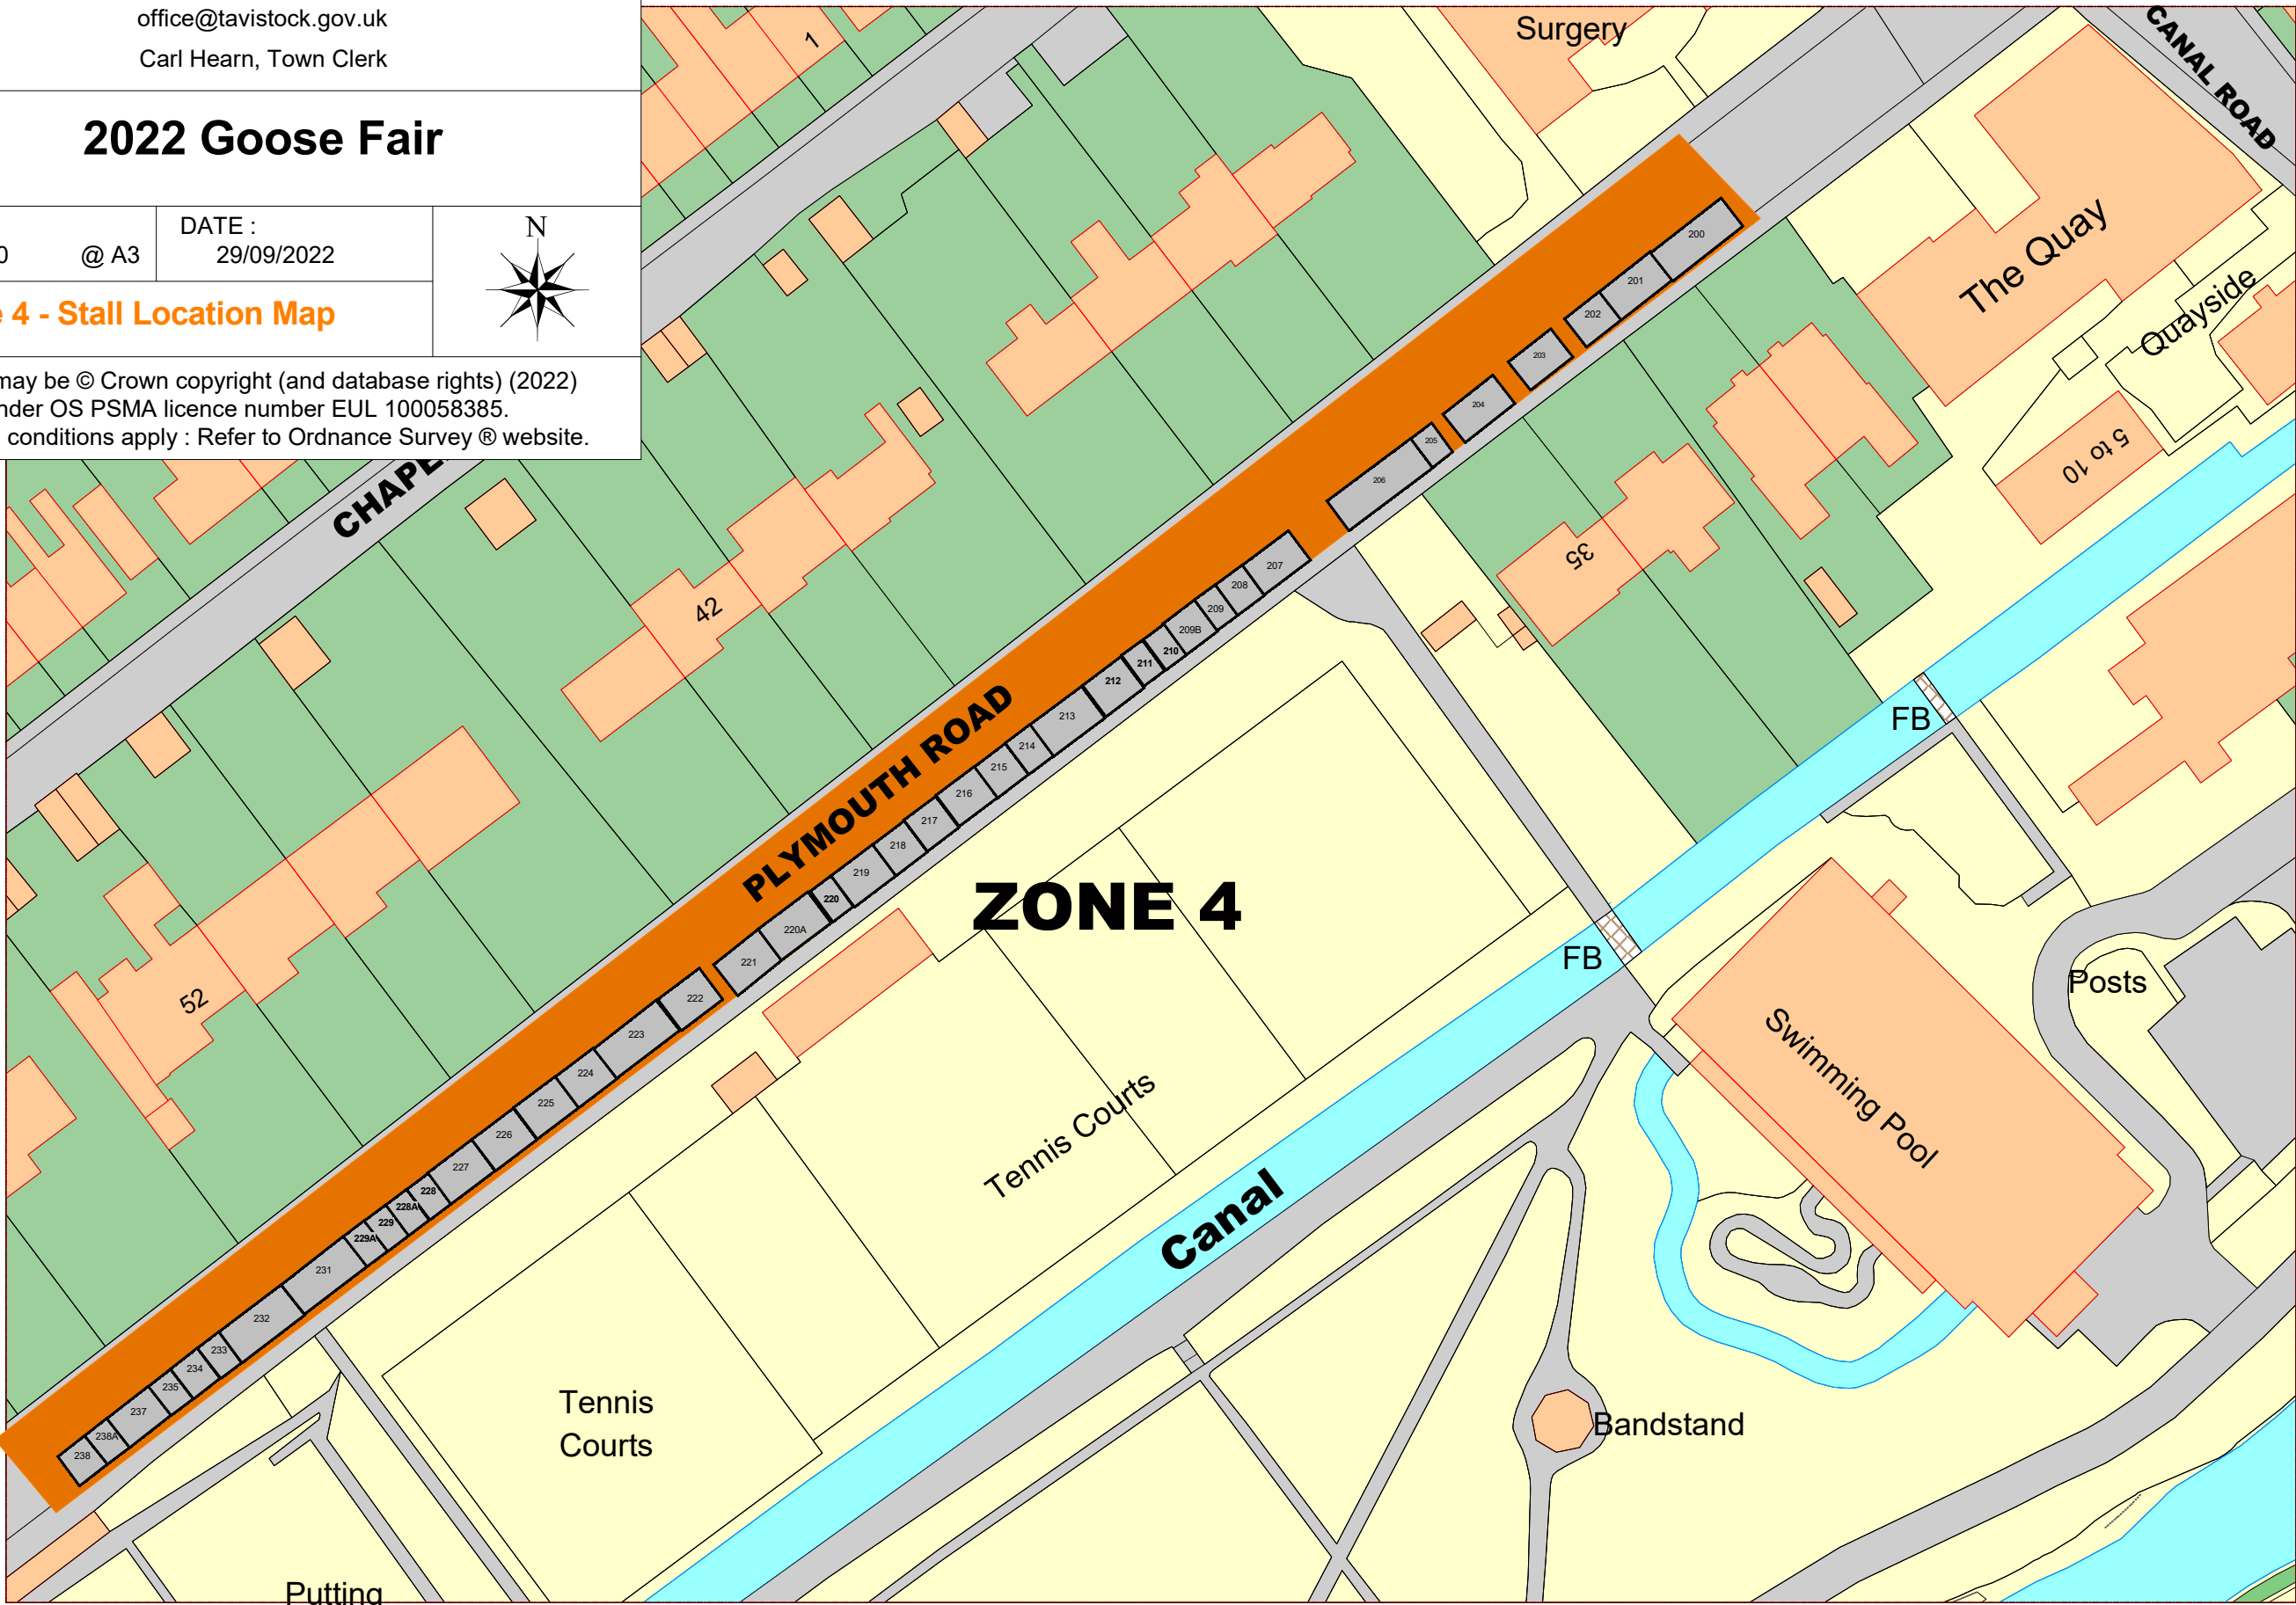 office@tavistock.gov.uk
Carl Hearn, Town Clerk
2022 Goose Fair
0 @ A3
DATE :
29/09/2022
N
4 - Stall Location Map
may be © Crown copyright (and database rights) (2022)
nder OS PSMA licence number EUL 100058385.
conditions apply : Refer to Ordnance Survey ® website.
1
Surgery
CANAL ROAD
The Quay
Quayside
5 to 10
CHAPE
42
35
52
200
201
202
203
204
205
206
207
208
209
209B
210
211
212
213
214
215
216
217
218
219
220
220A
221
222
223
224
225
226
227
228
228A
229
229A
231
232
233
234
235
237
238A
238
PLYMOUTH ROAD
ZONE 4
FB
FB
Posts
Swimming Pool
Tennis Courts
Canal
Tennis
Courts
Bandstand
Putting